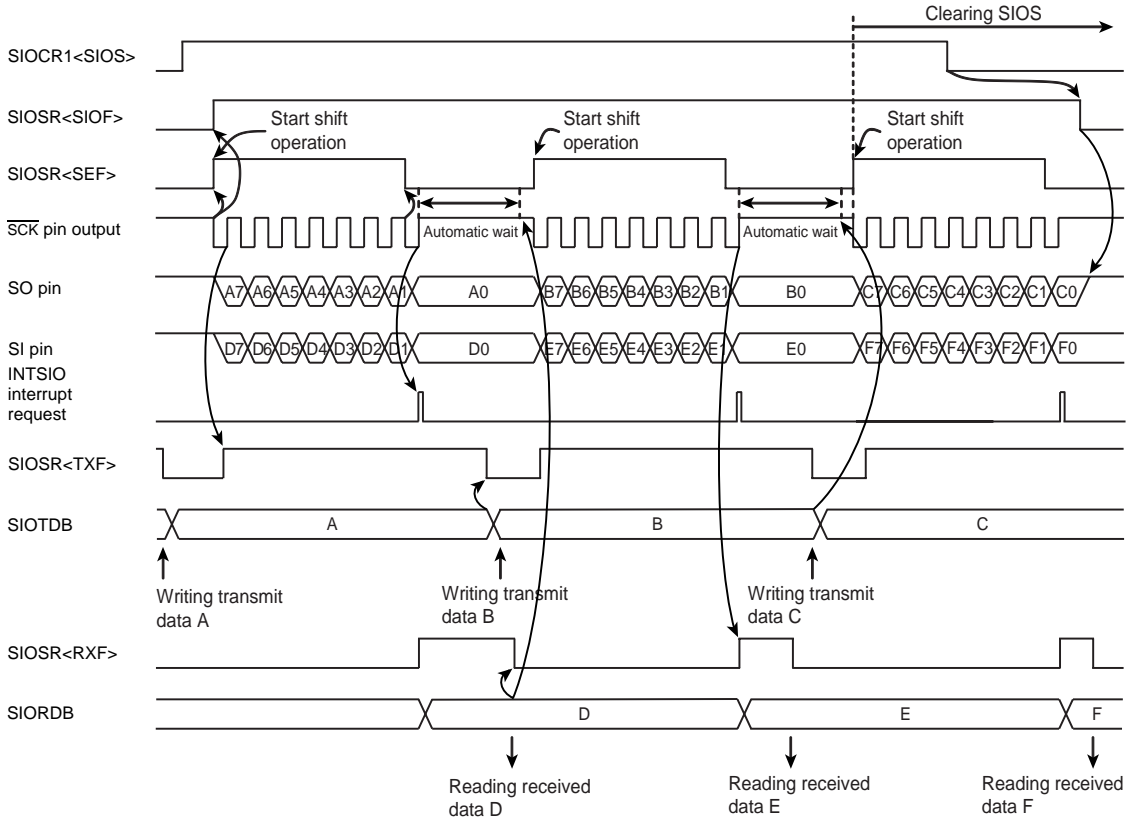 Clearing SIOS
SIOCR1<SIOS>
SIOSR<SIOF>
Start shift
operation
Start shift
operation
Start shift
operation
SIOSR<SEF>
SCK pin output
Automatic wait
Automatic wait
SO pin
A7 A6 A5 A4 A3 A2 A1 A0 B7 B6 B5 B4 B3 B2 B1 B0 C7 C6 C5 C4 C3 C2 C1 C0
SI pin
D7 D6 D5 D4 D3 D2 D1 D0 E7 E6 E5 E4 E3 E2 E1 E0 F7 F6 F5 F4 F3 F2 F1 F0
INTSIO
interrupt
request
SIOSR<TXF>
SIOTDB
A B C
Writing transmit
data A
Writing transmit
data B
Writing transmit
data C
SIOSR<RXF>
SIORDB
D E F
Reading received
data D
Reading received
data E
Reading received
data F